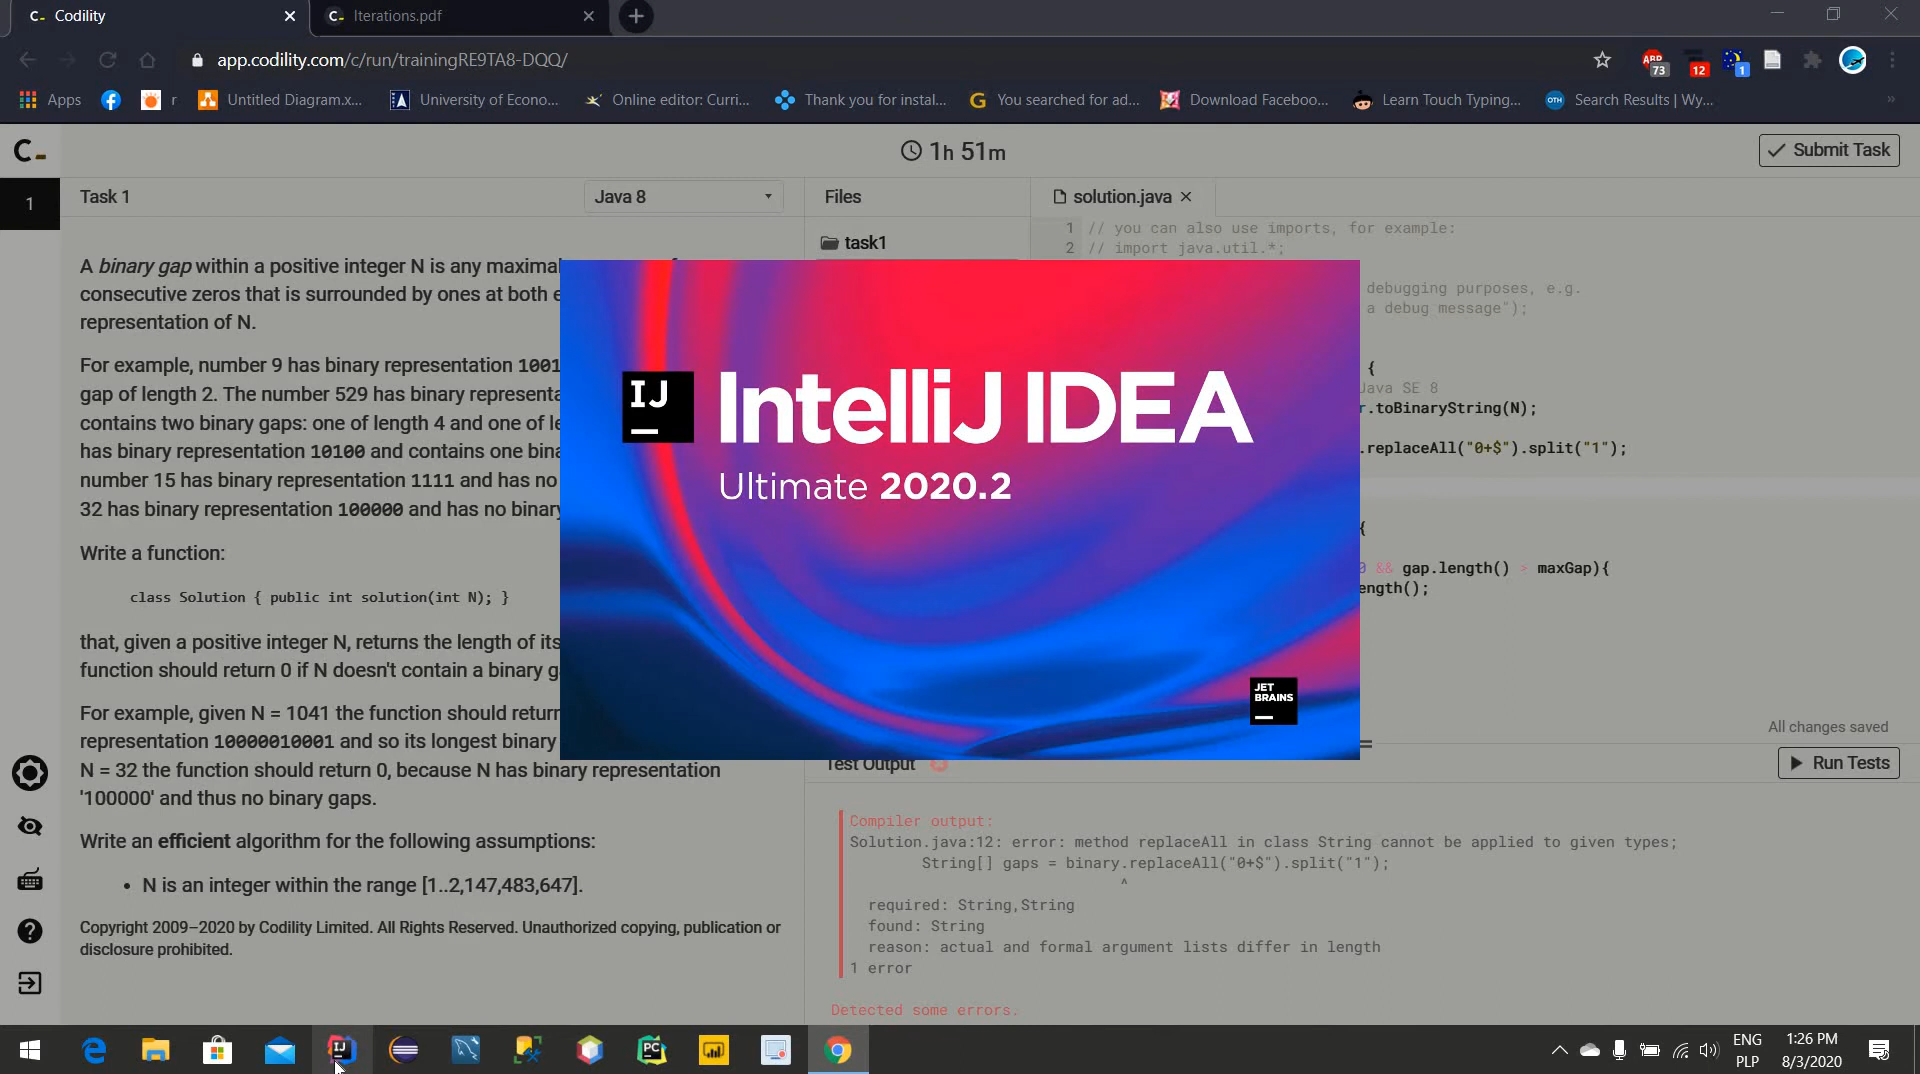 Codility
Iterations.pdf
app.codility.com/c/run/trainingRE9TA8-DQQ/
ABP
73
12
1
Apps
r
Untitled Diagram.x...
University of Econo...
Online editor: Curri...
Thank you for instal...
You searched for ad...
Download Faceboo...
Learn Touch Typing...
OTH
Search Results | Wy...
»
1h 51m
Submit Task
1
Task 1
Java 8
Files
solution.java
task1
1 // you can also use imports, for example:
2 // import java.util.*;
debugging purposes, e.g.
a debug message");
{
Java SE 8
r.toBinaryString(N);
.replaceAll("0+$").split("1");
{
0 && gap.length() > maxGap){
ength();
A binary gap within a positive integer N is any maximal
consecutive zeros that is surrounded by ones at both e
representation of N.
For example, number 9 has binary representation 1001
gap of length 2. The number 529 has binary representa
contains two binary gaps: one of length 4 and one of le
has binary representation 10100 and contains one bina
number 15 has binary representation 1111 and has no
32 has binary representation 100000 and has no binary
Write a function:
class Solution { public int solution(int N); }
that, given a positive integer N, returns the length of its
function should return 0 if N doesn't contain a binary g
For example, given N = 1041 the function should return
representation 10000010001 and so its longest binary
N = 32 the function should return 0, because N has binary representation
'100000' and thus no binary gaps.
Write an efficient algorithm for the following assumptions:
• N is an integer within the range [1..2,147,483,647].
Copyright 2009–2020 by Codility Limited. All Rights Reserved. Unauthorized copying, publication or
disclosure prohibited.
IJ
IntelliJ IDEA
Ultimate 2020.2
JET
BRAINS
All changes saved
Test Output
Run Tests
Compiler output:
Solution.java:12: error: method replaceAll in class String cannot be applied to given types;
String[] gaps = binary.replaceAll("0+$").split("1");
^
required: String,String
found: String
reason: actual and formal argument lists differ in length
1 error
Detected some errors.
IJ
PC
ENG
PLP
1:26 PM
8/3/2020